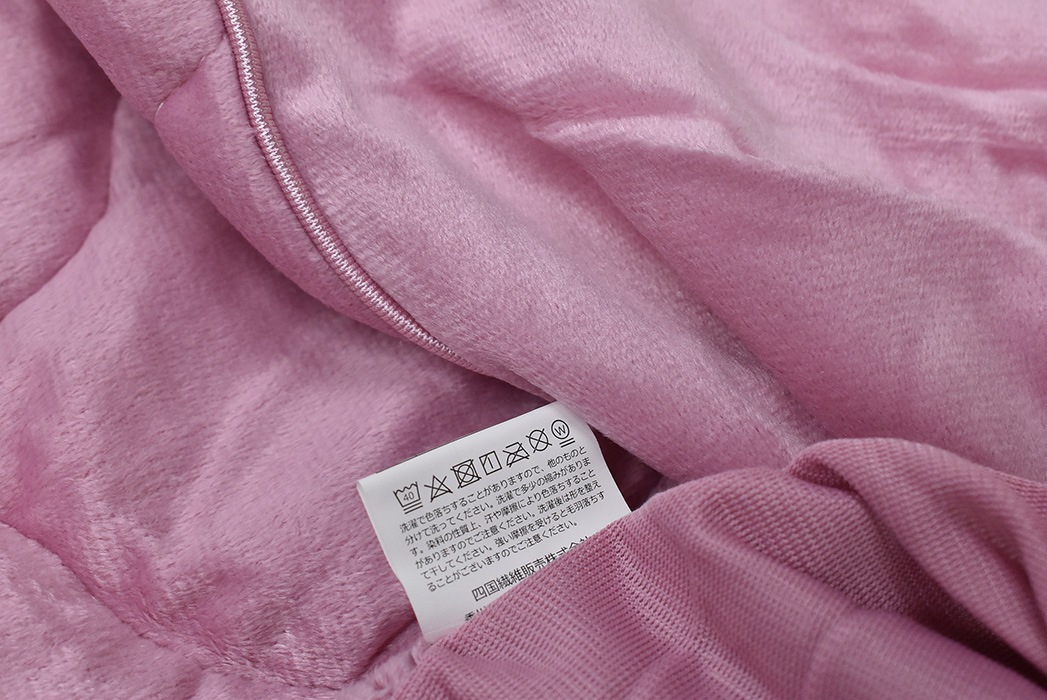 40 W
洗濯で色落ちすることがありますので、他のものと
分けて洗ってください。洗濯で多少の縮みがありま
す。染料の性質上、汗や摩擦により色落ちすること
がありますのでご注意ください。洗濯後は形を整え
て干してください。強い摩擦を受けると毛羽落ちす
ることがございますのでご注意ください。
四国繊維販売株式会